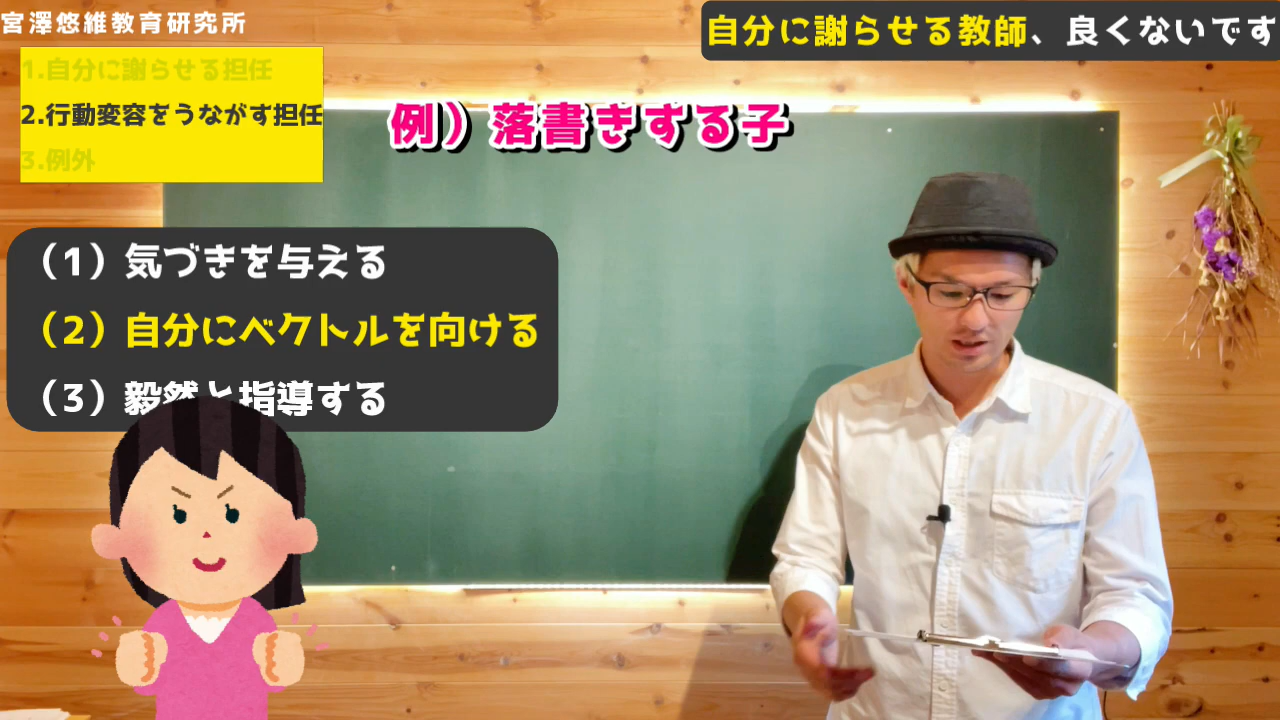 宮澤悠維教育研究所
自分に謝らせる教師、良くないです
1.自分に謝らせる担任
2.行動変容をうながす担任
3.例外
例）落書きする子
（1）気づきを与える
（2）自分にベクトルを向ける
（3）毅然と指導する